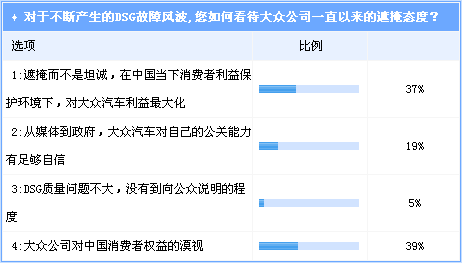 对于不断产生的DSG故障风波,您如何看待大众公司一直以来的遮掩态度？
选项 比例
1:遮掩而不是坦诚，在中国当下消费者利益保
护环境下，对大众汽车利益最大化 37%
2:从媒体到政府，大众汽车对自己的公关能力
有足够自信 19%
3:DSG质量问题不大，没有到向公众说明的程
度 5%
4:大众公司对中国消费者权益的漠视 39%